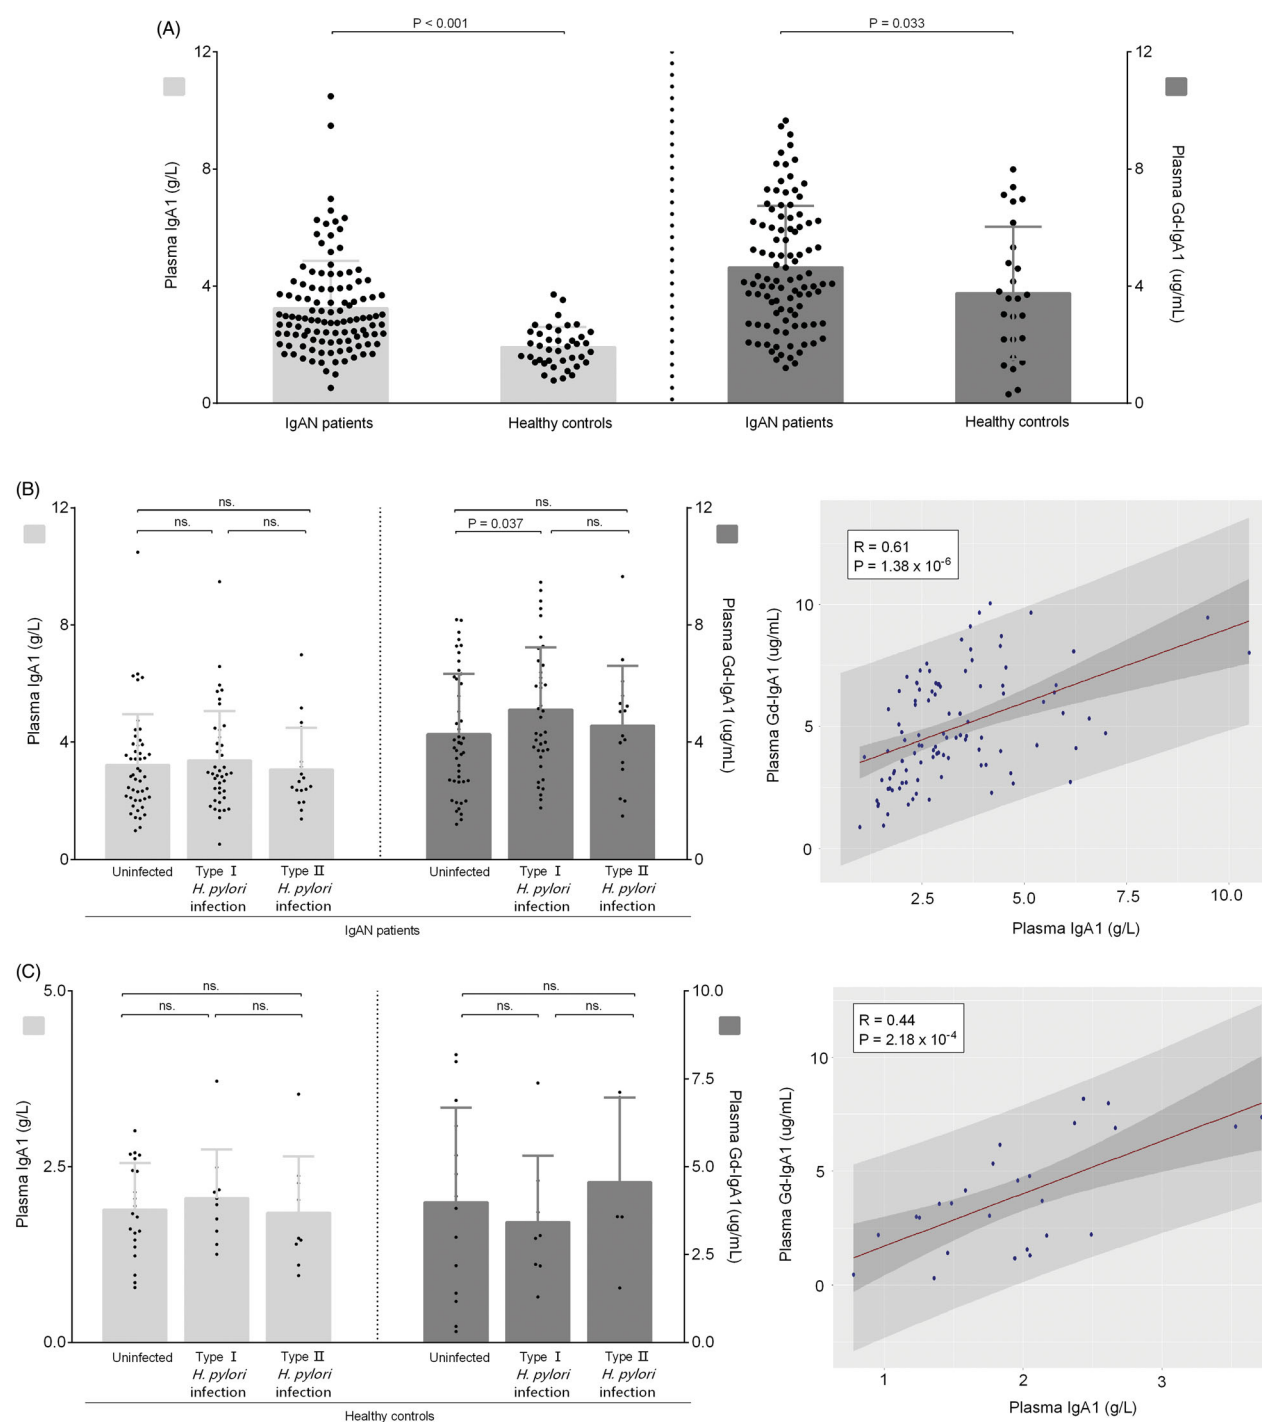 (A)
P < 0.001
P = 0.033
12
8
4
0
Plasma IgA1 (g/L)
12
8
4
0
Plasma Gd-IgA1 (ug/mL)
IgAN patients
Healthy controls
IgAN patients
Healthy controls
(B)
ns.
ns.
ns.
ns.
P = 0.037
ns.
12
8
4
0
Plasma IgA1 (g/L)
12
8
4
0
Plasma Gd-IgA1 (ug/mL)
Uninfected
Type I
H. pylori
infection
Type II
H. pylori
infection
Uninfected
Type I
H. pylori
infection
Type II
H. pylori
infection
IgAN patients
R = 0.61
P = 1.38 x 10⁻⁶
10
5
0
Plasma Gd-IgA1 (ug/mL)
2.5
5.0
7.5
10.0
Plasma IgA1 (g/L)
(C)
ns.
ns.
ns.
ns.
ns.
ns.
5.0
2.5
0.0
Plasma IgA1 (g/L)
10.0
7.5
5.0
2.5
0.0
Plasma Gd-IgA1(ug/mL)
Uninfected
Type I
H. pylori
infection
Type II
H. pylori
infection
Uninfected
Type I
H. pylori
infection
Type II
H. pylori
infection
Healthy controls
R = 0.44
P = 2.18 x 10⁻⁴
10
5
0
Plasma Gd-IgA1 (ug/mL)
1
2
3
Plasma IgA1 (g/L)